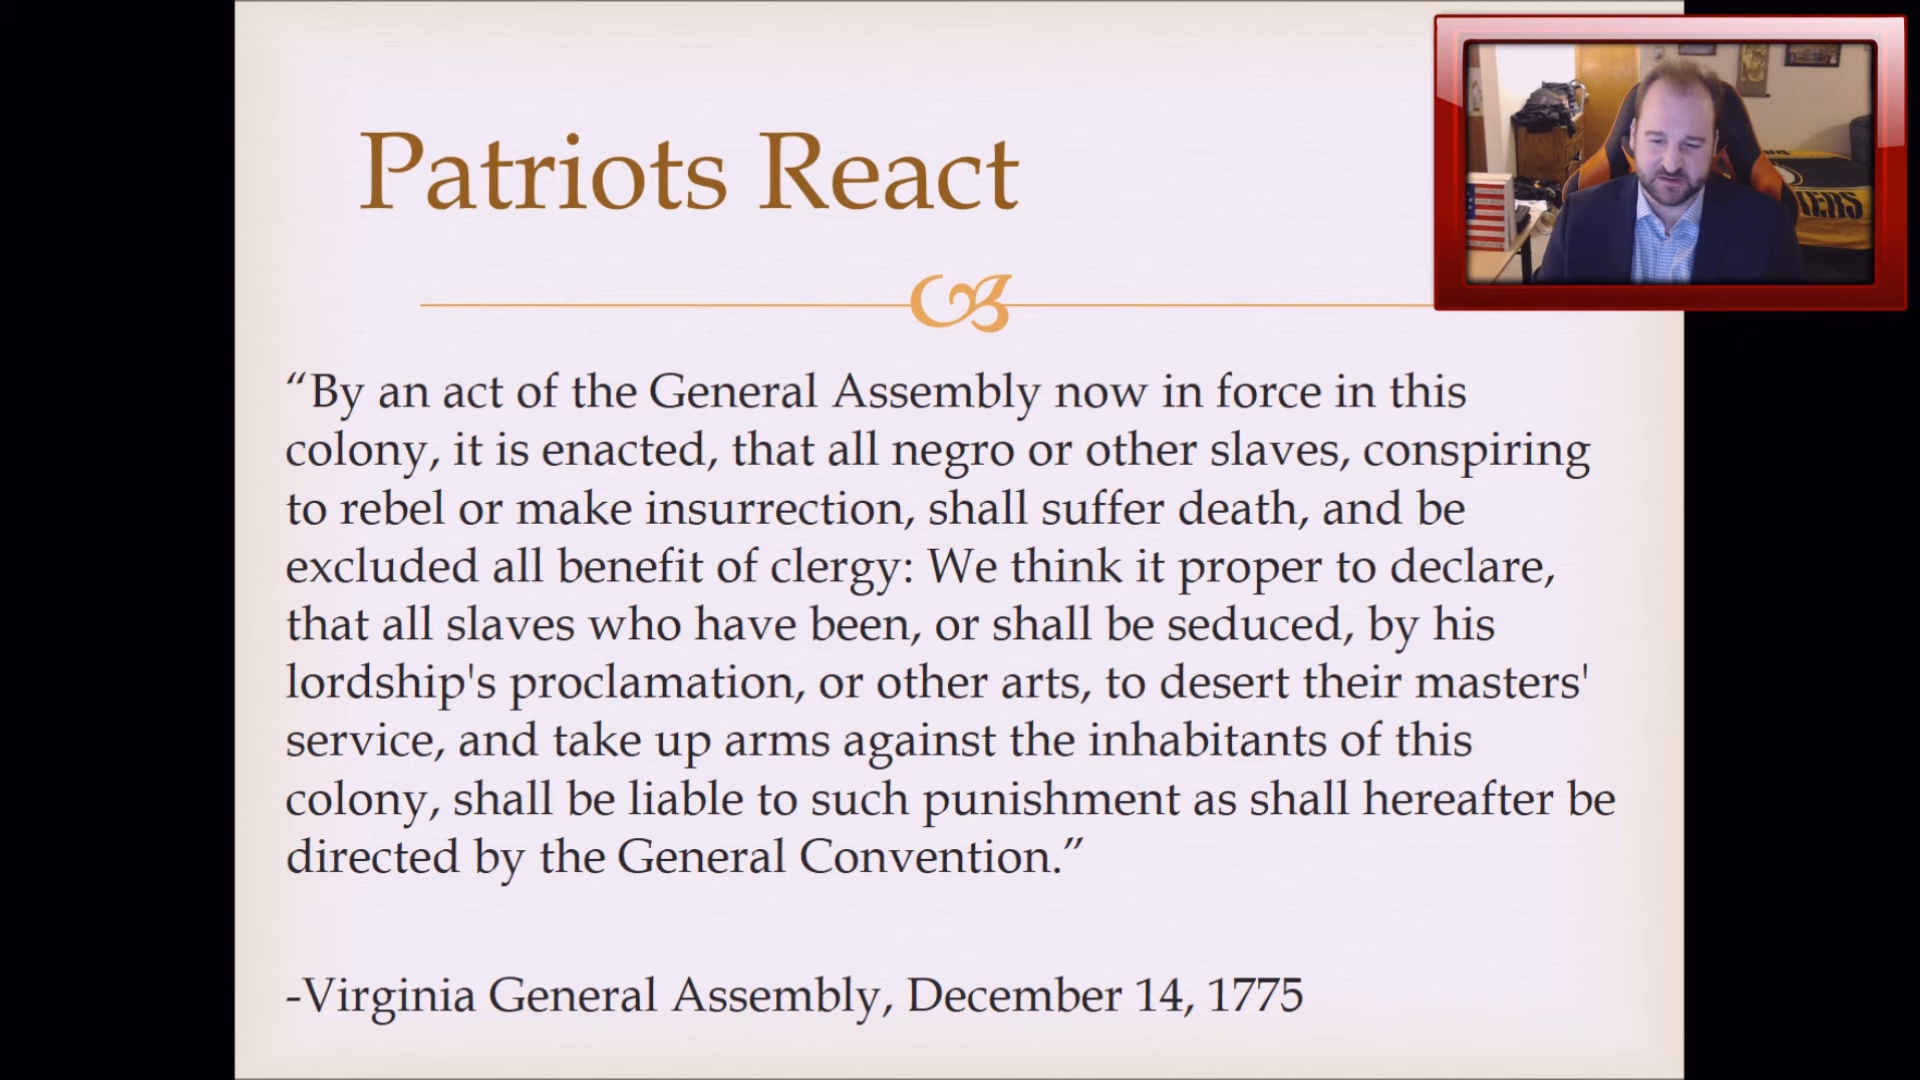 Patriots React
“By an act of the General Assembly now in force in this
colony, it is enacted, that all negro or other slaves, conspiring
to rebel or make insurrection, shall suffer death, and be
excluded all benefit of clergy: We think it proper to declare,
that all slaves who have been, or shall be seduced, by his
lordship's proclamation, or other arts, to desert their masters'
service, and take up arms against the inhabitants of this
colony, shall be liable to such punishment as shall hereafter be
directed by the General Convention.”
-Virginia General Assembly, December 14, 1775